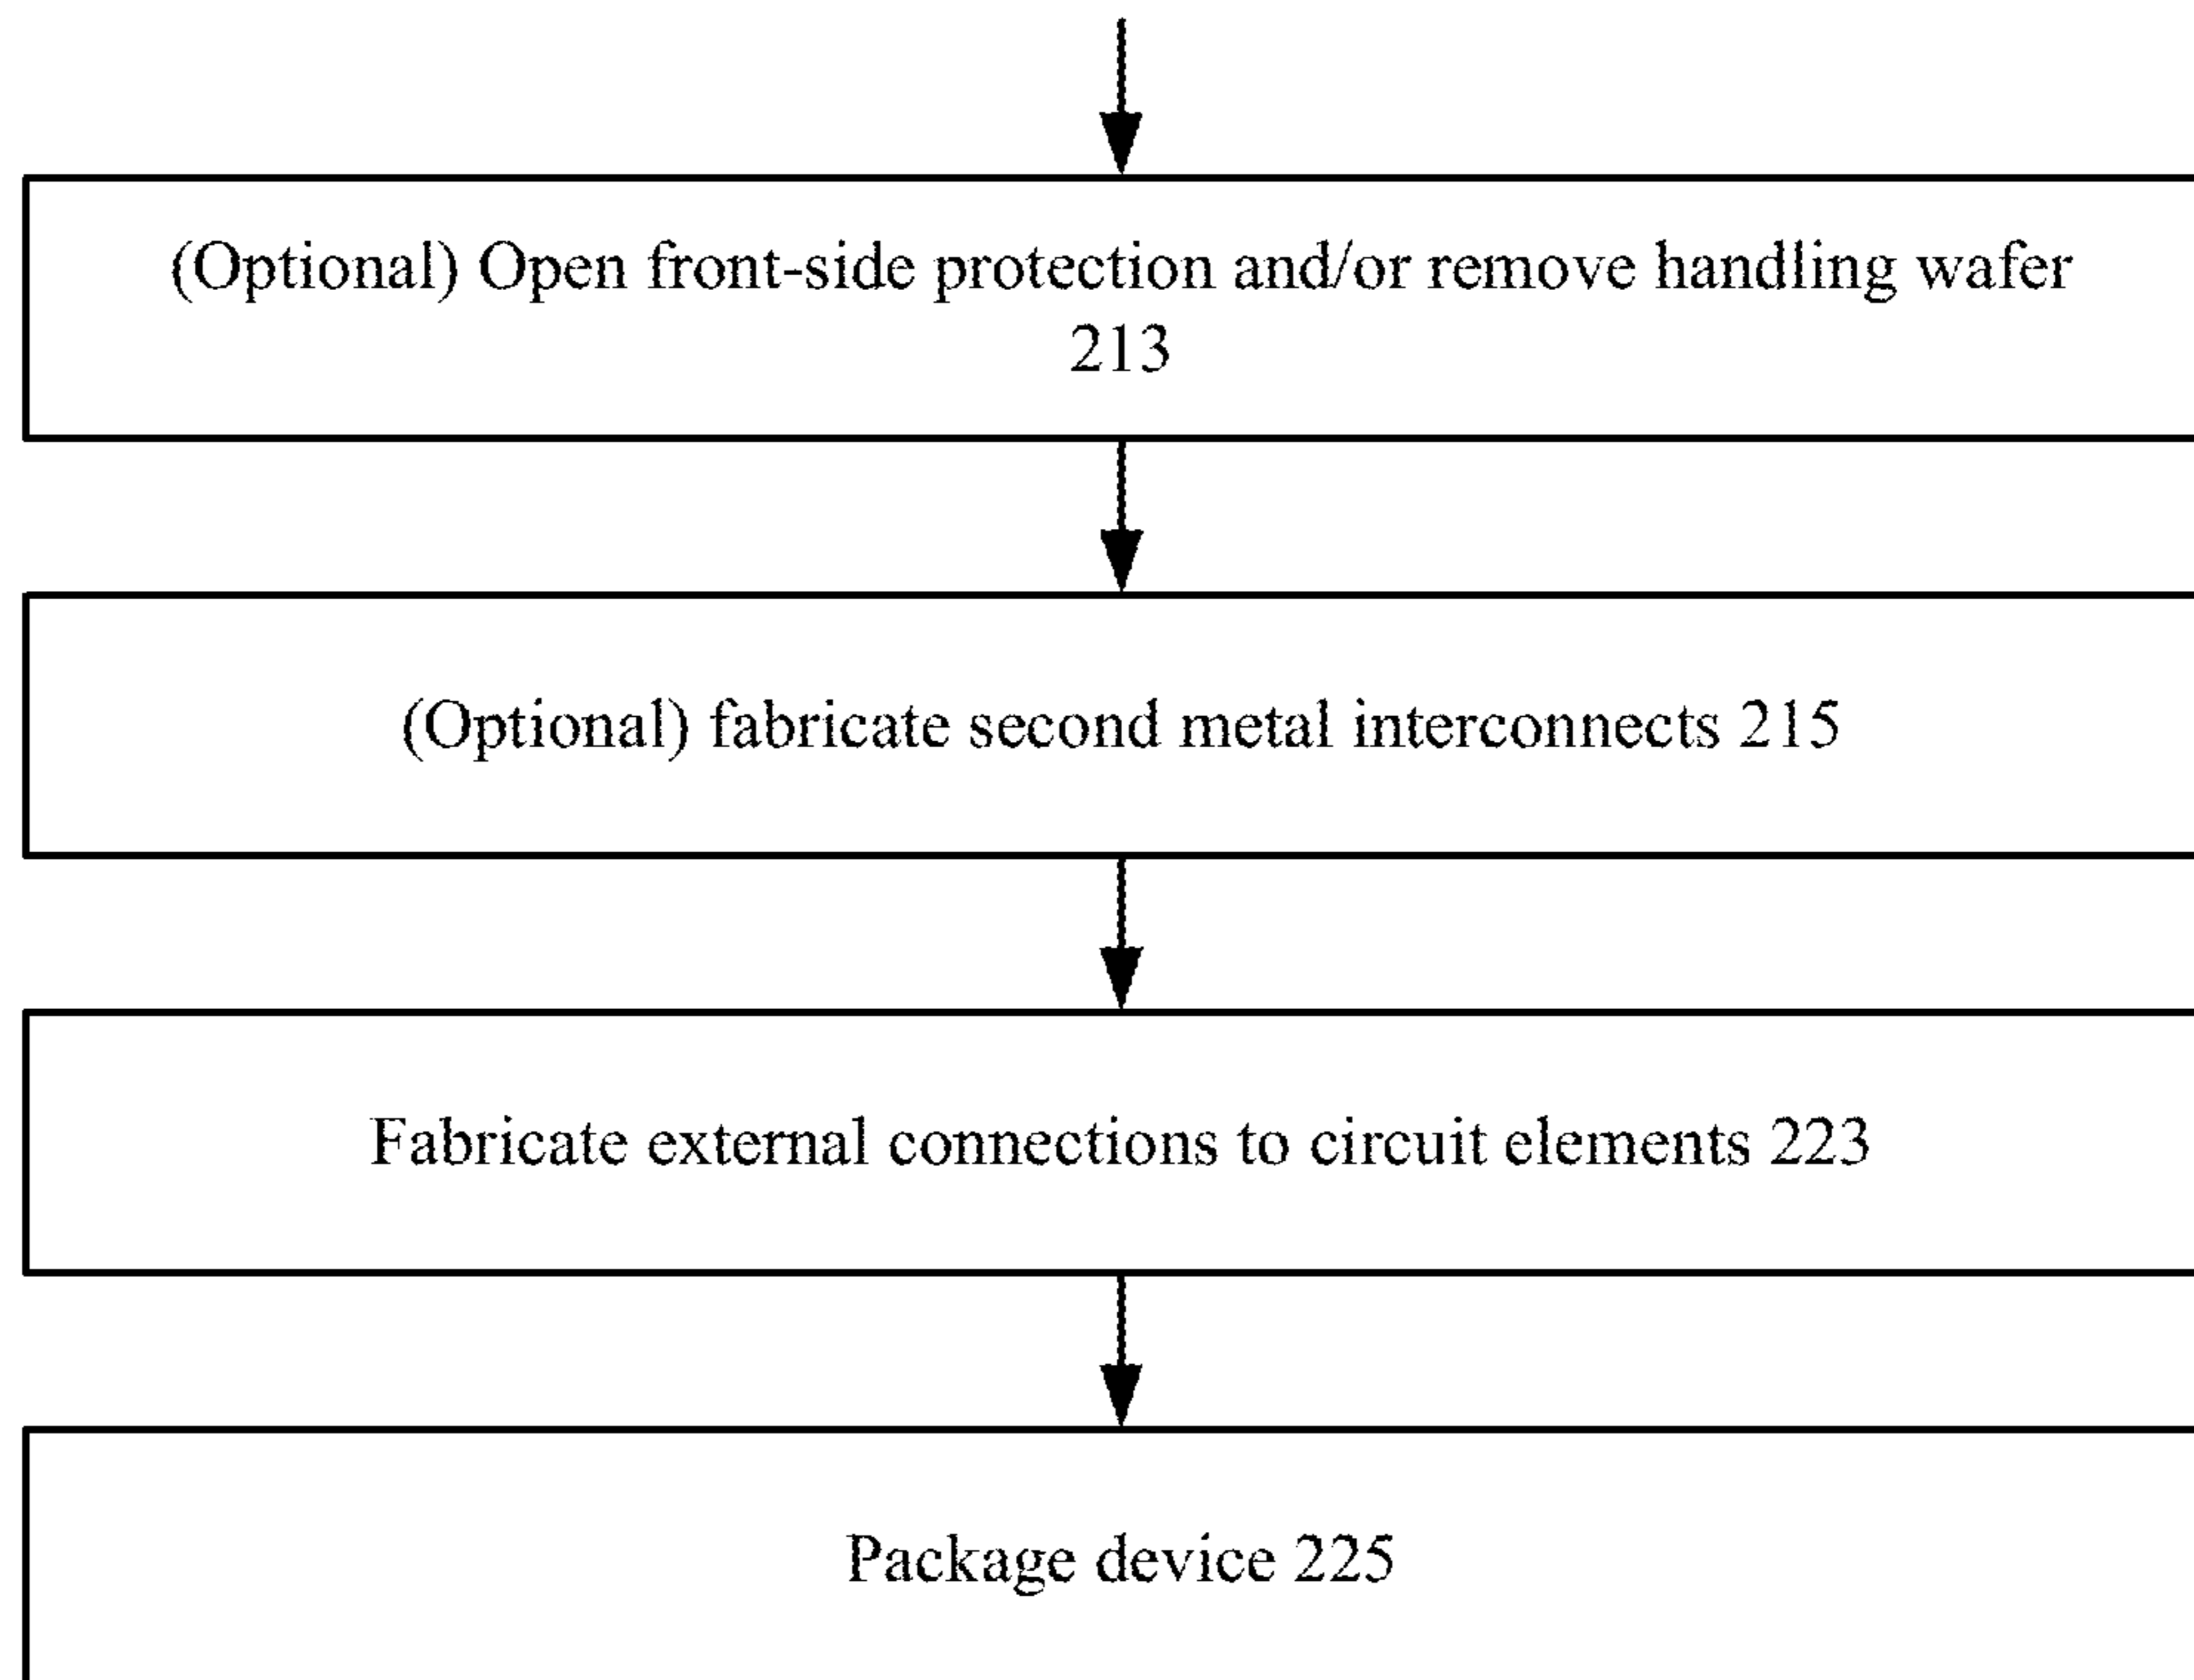 (Optional) Open front-side protection and/or remove handling wafer
213
(Optional) fabricate second metal interconnects 215
Fabricate external connections to circuit elements 223
Package device 225